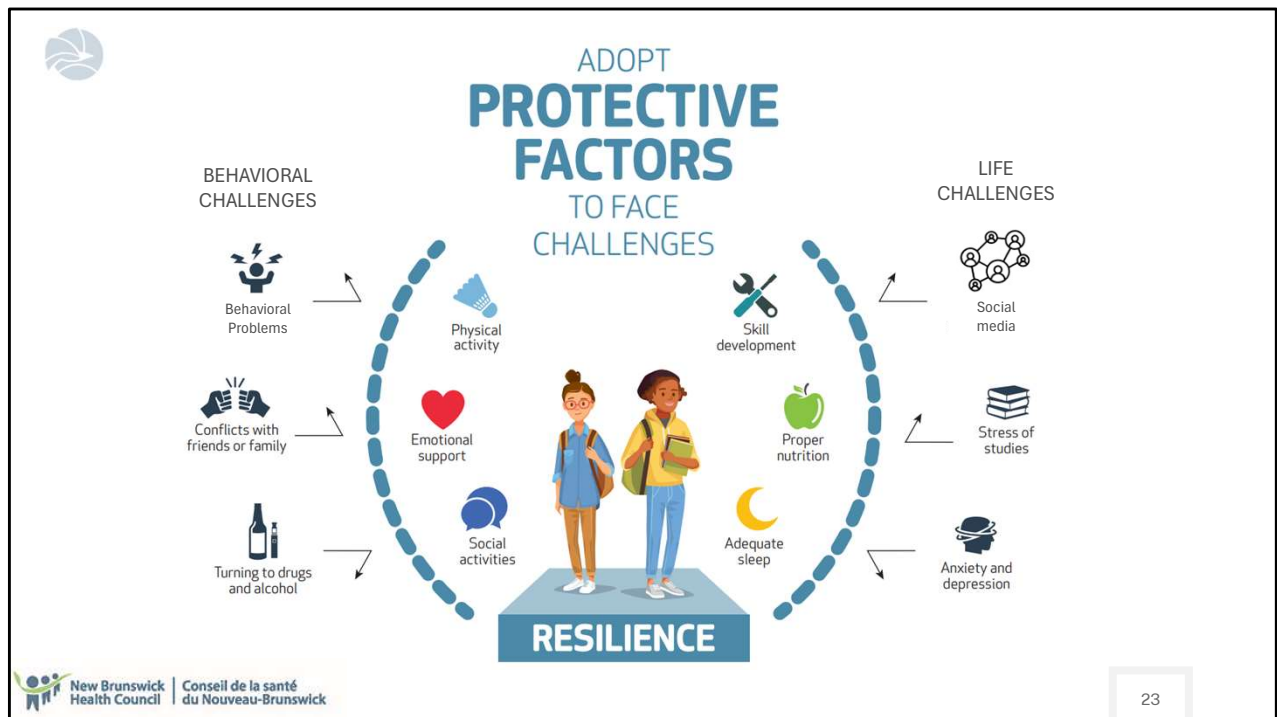 ADOPT
PROTECTIVE
FACTORS
TO FACE
CHALLENGES
BEHAVIORAL
CHALLENGES
Behavioral
Problems
Conflicts with
friends or family
Turning to drugs
and alcohol
Physical
activity
Emotional
support
Social
activities
Skill
development
Proper
nutrition
Adequate
sleep
LIFE
CHALLENGES
Social
media
Stress of
studies
Anxiety and
depression
RESILIENCE
New Brunswick
Health Council
Conseil de la santé
du Nouveau-Brunswick
23